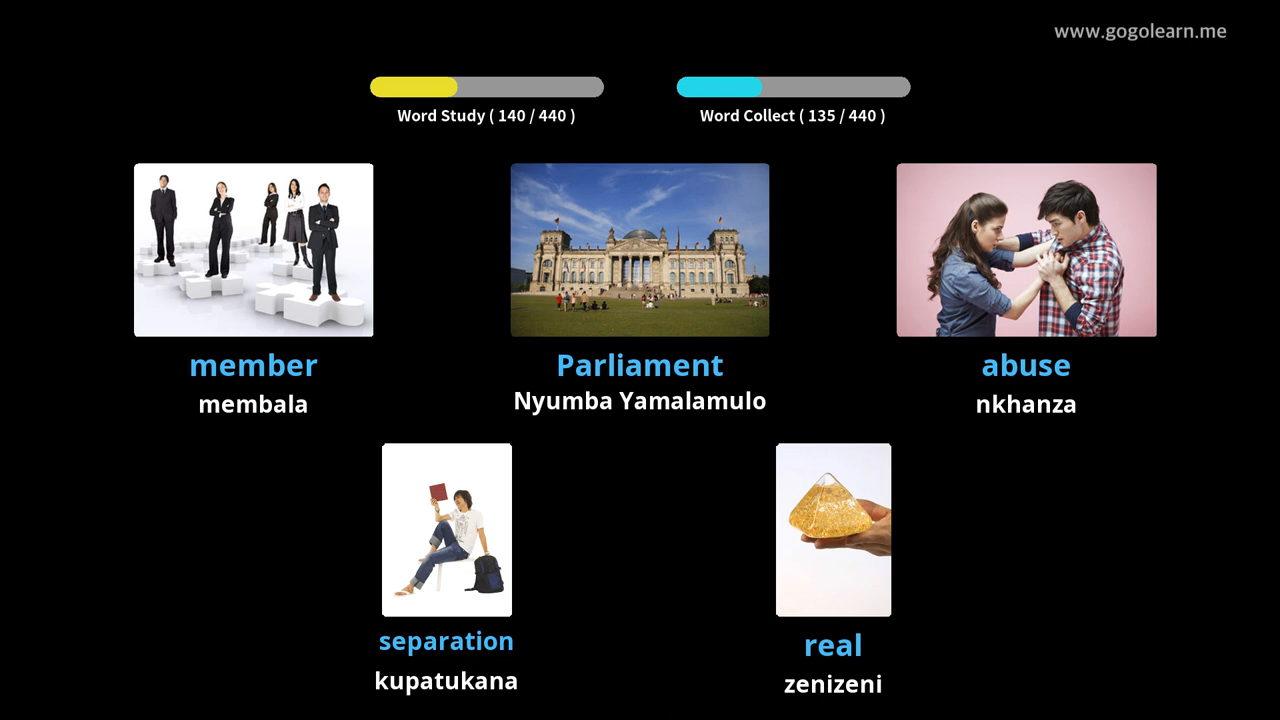 www.gogolearn.me
Word Study ( 140 / 440 )
Word Collect ( 135 / 440 )
member
membala
Parliament
Nyumba Yamalamulo
abuse
nkhanza
separation
kupatukana
real
zenizeni